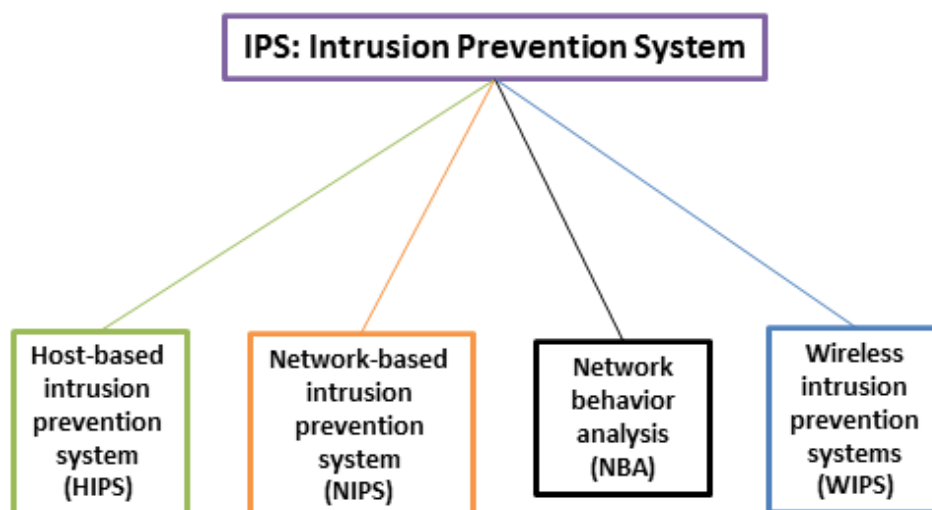 IPS: Intrusion Prevention System
Host-based
intrusion
prevention
system
(HIPS)
Network-based
intrusion
prevention
system
(NIPS)
Network
behavior
analysis
(NBA)
Wireless
intrusion
prevention
systems
(WIPS)